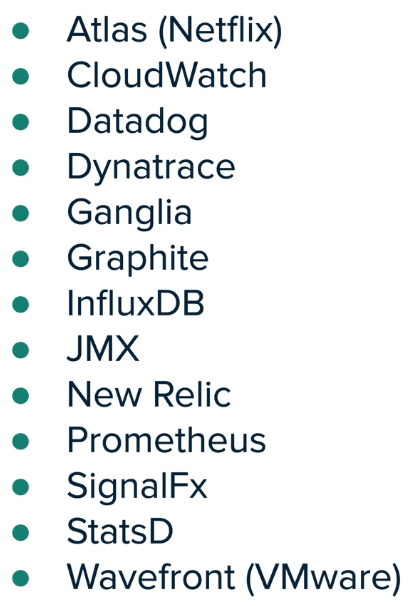 Atlas (Netflix)
CloudWatch
Datadog
Dynatrace
Ganglia
Graphite
InfluxDB
JMX
New Relic
Prometheus
SignalFx
StatsD
Wavefront (VMware)